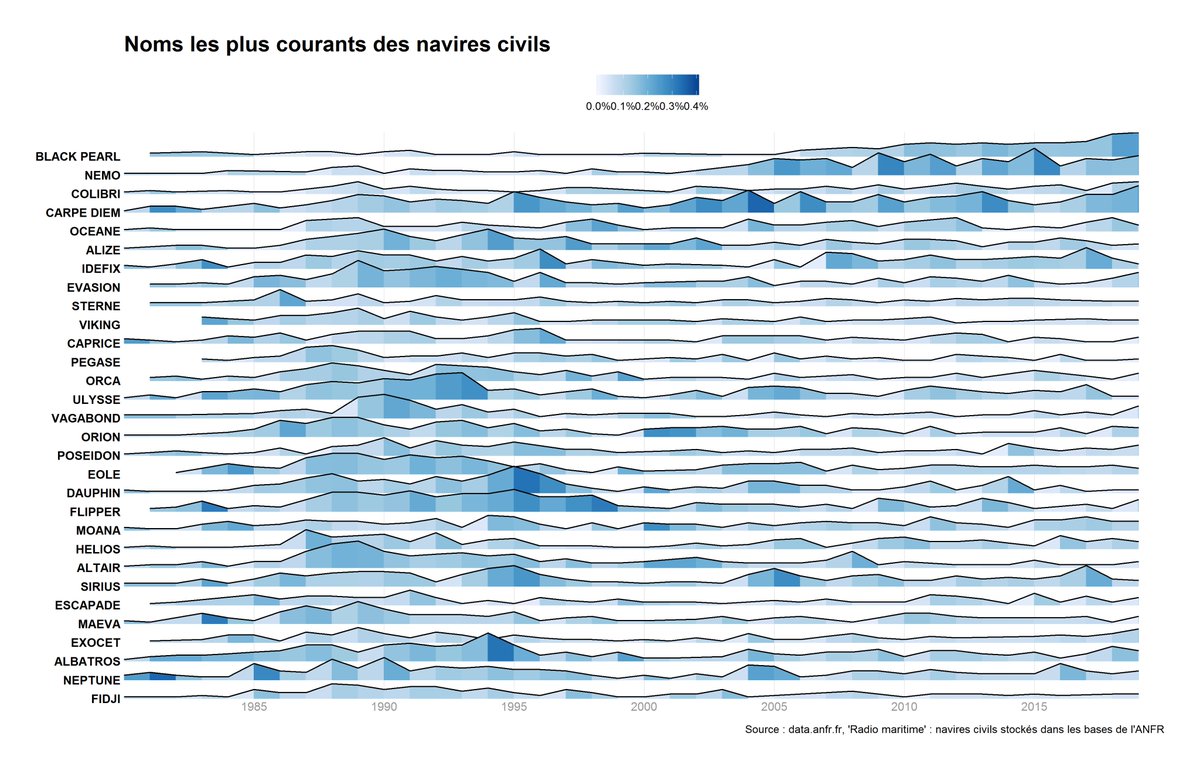 Noms les plus courants des navires civils
0.0%0.1%0.2%0.3%0.4%
BLACK PEARL
NEMO
COLIBRI
CARPE DIEM
OCEANE
ALIZE
IDEFIX
EVASION
STERNE
VIKING
CAPRICE
PEGASE
ORCA
ULYSSE
VAGABOND
ORION
POSEIDON
EOLE
DAUPHIN
FLIPPER
MOANA
HELIOS
ALTAIR
SIRIUS
ESCAPADE
MAEVA
EXOCET
ALBATROS
NEPTUNE
FIDJI
1985 1990 1995 2000 2005 2010 2015
Source : data.anfr.fr, 'Radio maritime' : navires civils stockés dans les bases de l'ANFR